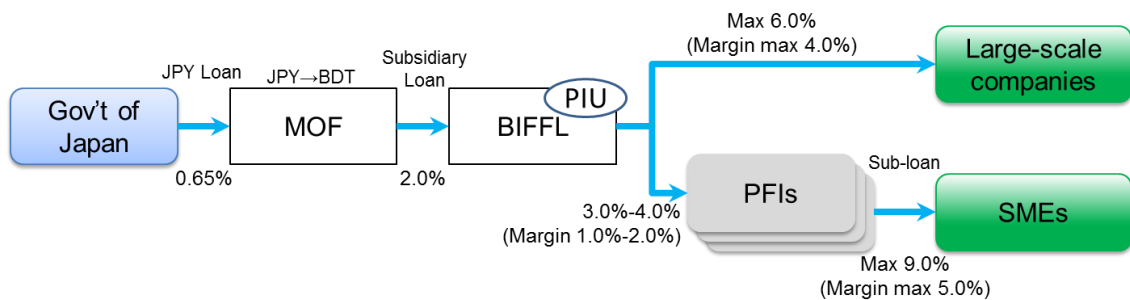 Max 6.0%
(Margin max 4.0%)
Large-scale
companies
JPY Loan
JPY→BDT
Subsidiary
Loan
PIU
Gov't of
Japan
MOF
BIFFL
0.65%
2.0%
Sub-loan
PFIs
SMEs
3.0%-4.0%
(Margin 1.0%-2.0%)
Max 9.0%
(Margin max 5.0%)